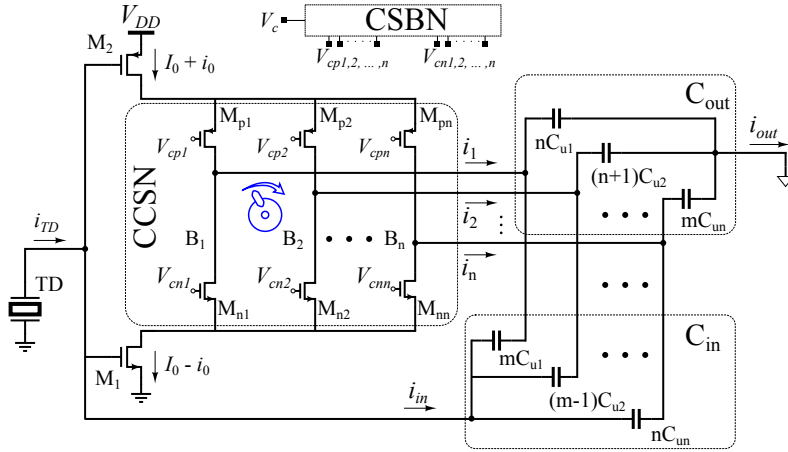 V_DD
V_c
CSBN
V_cp1,2, ... ,n
V_cn1,2, ... ,n
M_2
I_0 + i_0
C_out
M_p1
M_p2
M_pn
V_cp1
V_cp2
V_cpn
i_1
nC_u1
i_out
(n+1)C_u2
mC_un
CCSN
i_2
i_TD
B_1
B_2
B_n
i_n
TD
V_cn1
V_cn2
V_cnn
M_n1
M_n2
M_nn
C_in
mC_u1
M_1
I_0 - i_0
i_in
(m-1)C_u2
nC_un